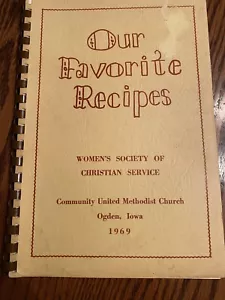 Our
Favorite
Recipes
WOMEN'S SOCIETY OF
CHRISTIAN SERVICE
Community United Methodist Church
Ogden, Iowa
1969